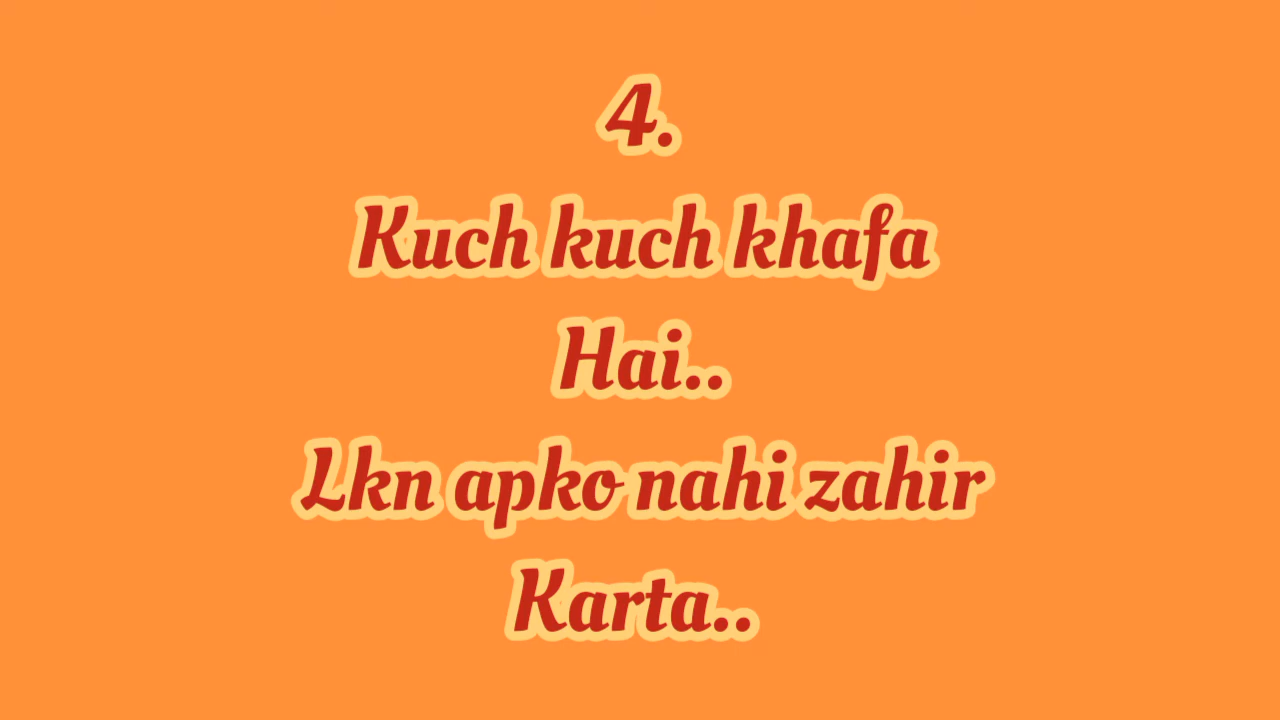 4.
Kuch kuch khafa
Hai..
Lkn apko nahi zahir
Karta..